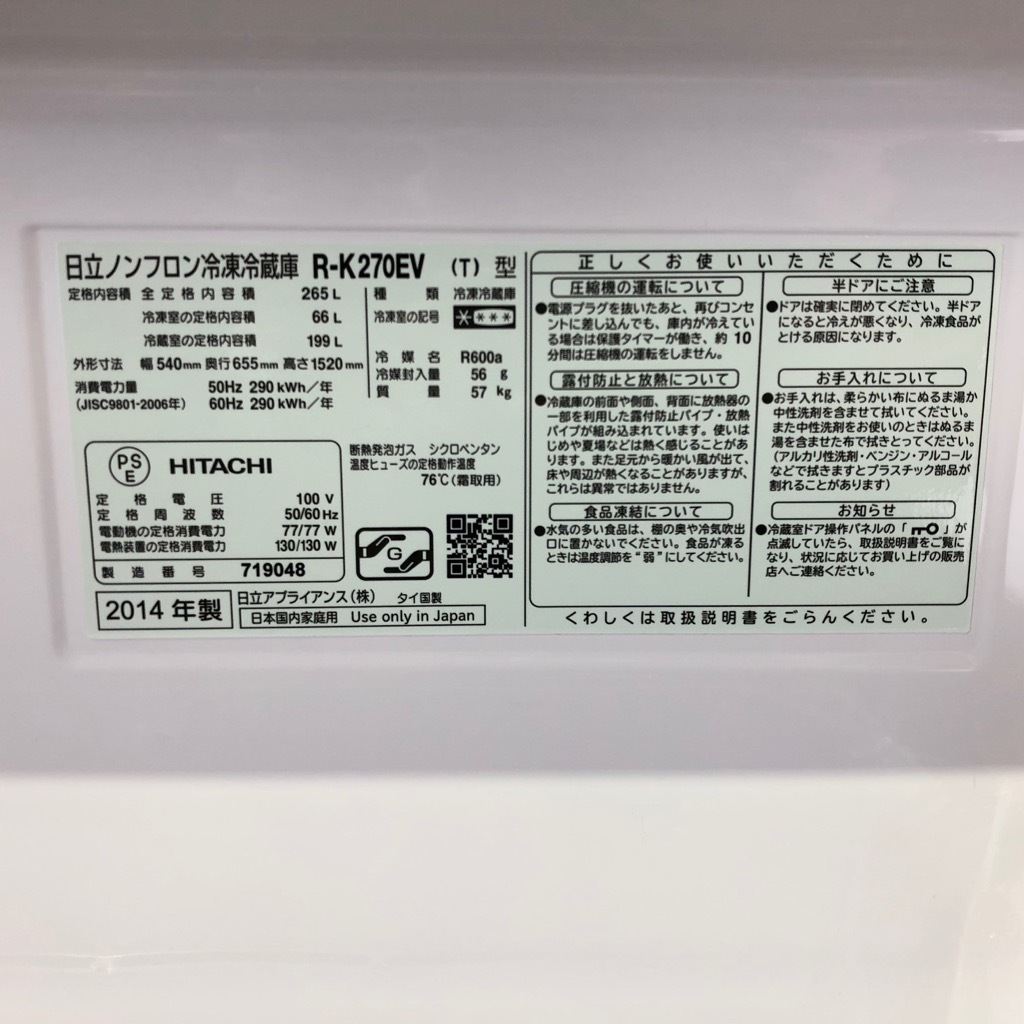 日立ノンフロン冷凍冷蔵庫 R-K270EV (T) 型
定格内容積 全定格内容積 265 L
冷凍室の定格内容積 66 L
冷蔵室の定格内容積 199 L
外形寸法 幅 540mm 奥行 655mm 高さ 1520mm
消費電力量 50Hz 290 kWh/年
(JISC9801-2006年) 60Hz 290 kWh/年
種類 冷凍冷蔵庫
冷凍室の記号 ****
冷媒名 R600a
冷媒封入量 56 g
質量 57 kg
PS
E
HITACHI
定格電圧 100 V
定格周波数 50/60 Hz
電動機の定格消費電力 77/77 W
電熱装置の定格消費電力 130/130 W
製造番号 719048
断熱発泡ガス シクロペンタン
温度ヒューズの定格動作温度
76℃(霜取用)
G
2014 年製
日立アプライアンス(株) タイ国製
日本国内家庭用 Use only in Japan
正しくお使いいただくために
圧縮機の運転について
●電源プラグを抜いたあと、再びコンセ
ントに差し込んでも、庫内が冷えてい
る場合は保護タイマーが働き、約 10
分間は圧縮機の運転をしません。
露付防止と放熱について
●冷蔵庫の前面や側面、背面に放熱器の
一部を利用した露付防止パイプ・放熱
パイプが組み込まれています。使いは
じめや夏場などは熱く感じることがあ
ります。また足元から暖かい風が出て、
床や周辺が熱くなることがありますが、
これらは異常ではありません。
食品凍結について
●水気の多い食品は、棚の奥や冷気吹出
口に置かないでください。食品が凍る
ときは温度調節を“弱”にしてください。
半ドアにご注意
●ドアは確実に閉めてください。半ドア
になると冷えが悪くなり、冷凍食品が
とける原因になります。
お手入れについて
●お手入れは、柔らかい布にぬるま湯か
中性洗剤を含ませて拭いてください。
また中性洗剤をお使いのときはぬるま
湯を含ませた布で拭きとってください。
(アルカリ性洗剤・ベンジン・アルコール
などで拭きますとプラスチック部品が
割れることがあります)
お知らせ
●冷蔵室ドア操作パネルの「 」が
点滅していたら、取扱説明書をご覧に
なり、状況に応じてお買い上げの販売
店へご連絡ください。
くわしくは取扱説明書をごらんください。